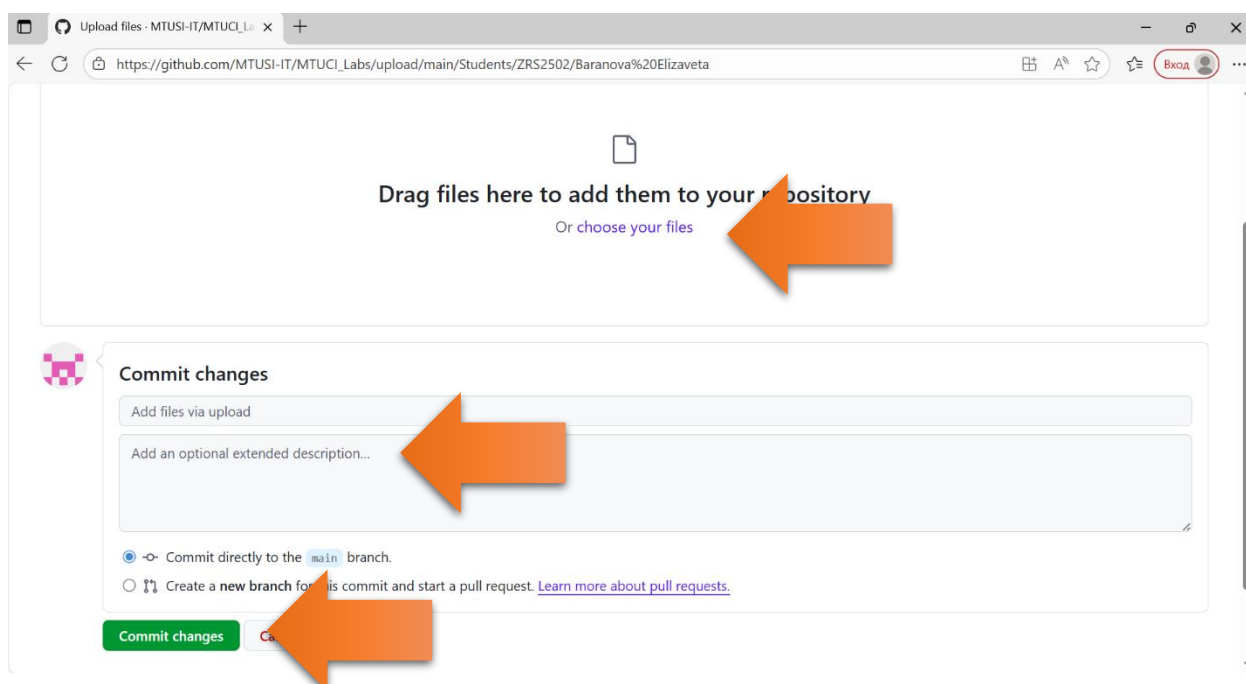 Upload files · MTUSI-IT/MTUCI_La
https://github.com/MTUSI-IT/MTUCI_Labs/upload/main/Students/ZRS2502/Baranova%20Elizaveta
Вход
Drag files here to add them to your repository
Or choose your files
Commit changes
Add files via upload
Add an optional extended description...
Commit directly to the main branch.
Create a new branch for this commit and start a pull request. Learn more about pull requests.
Commit changes